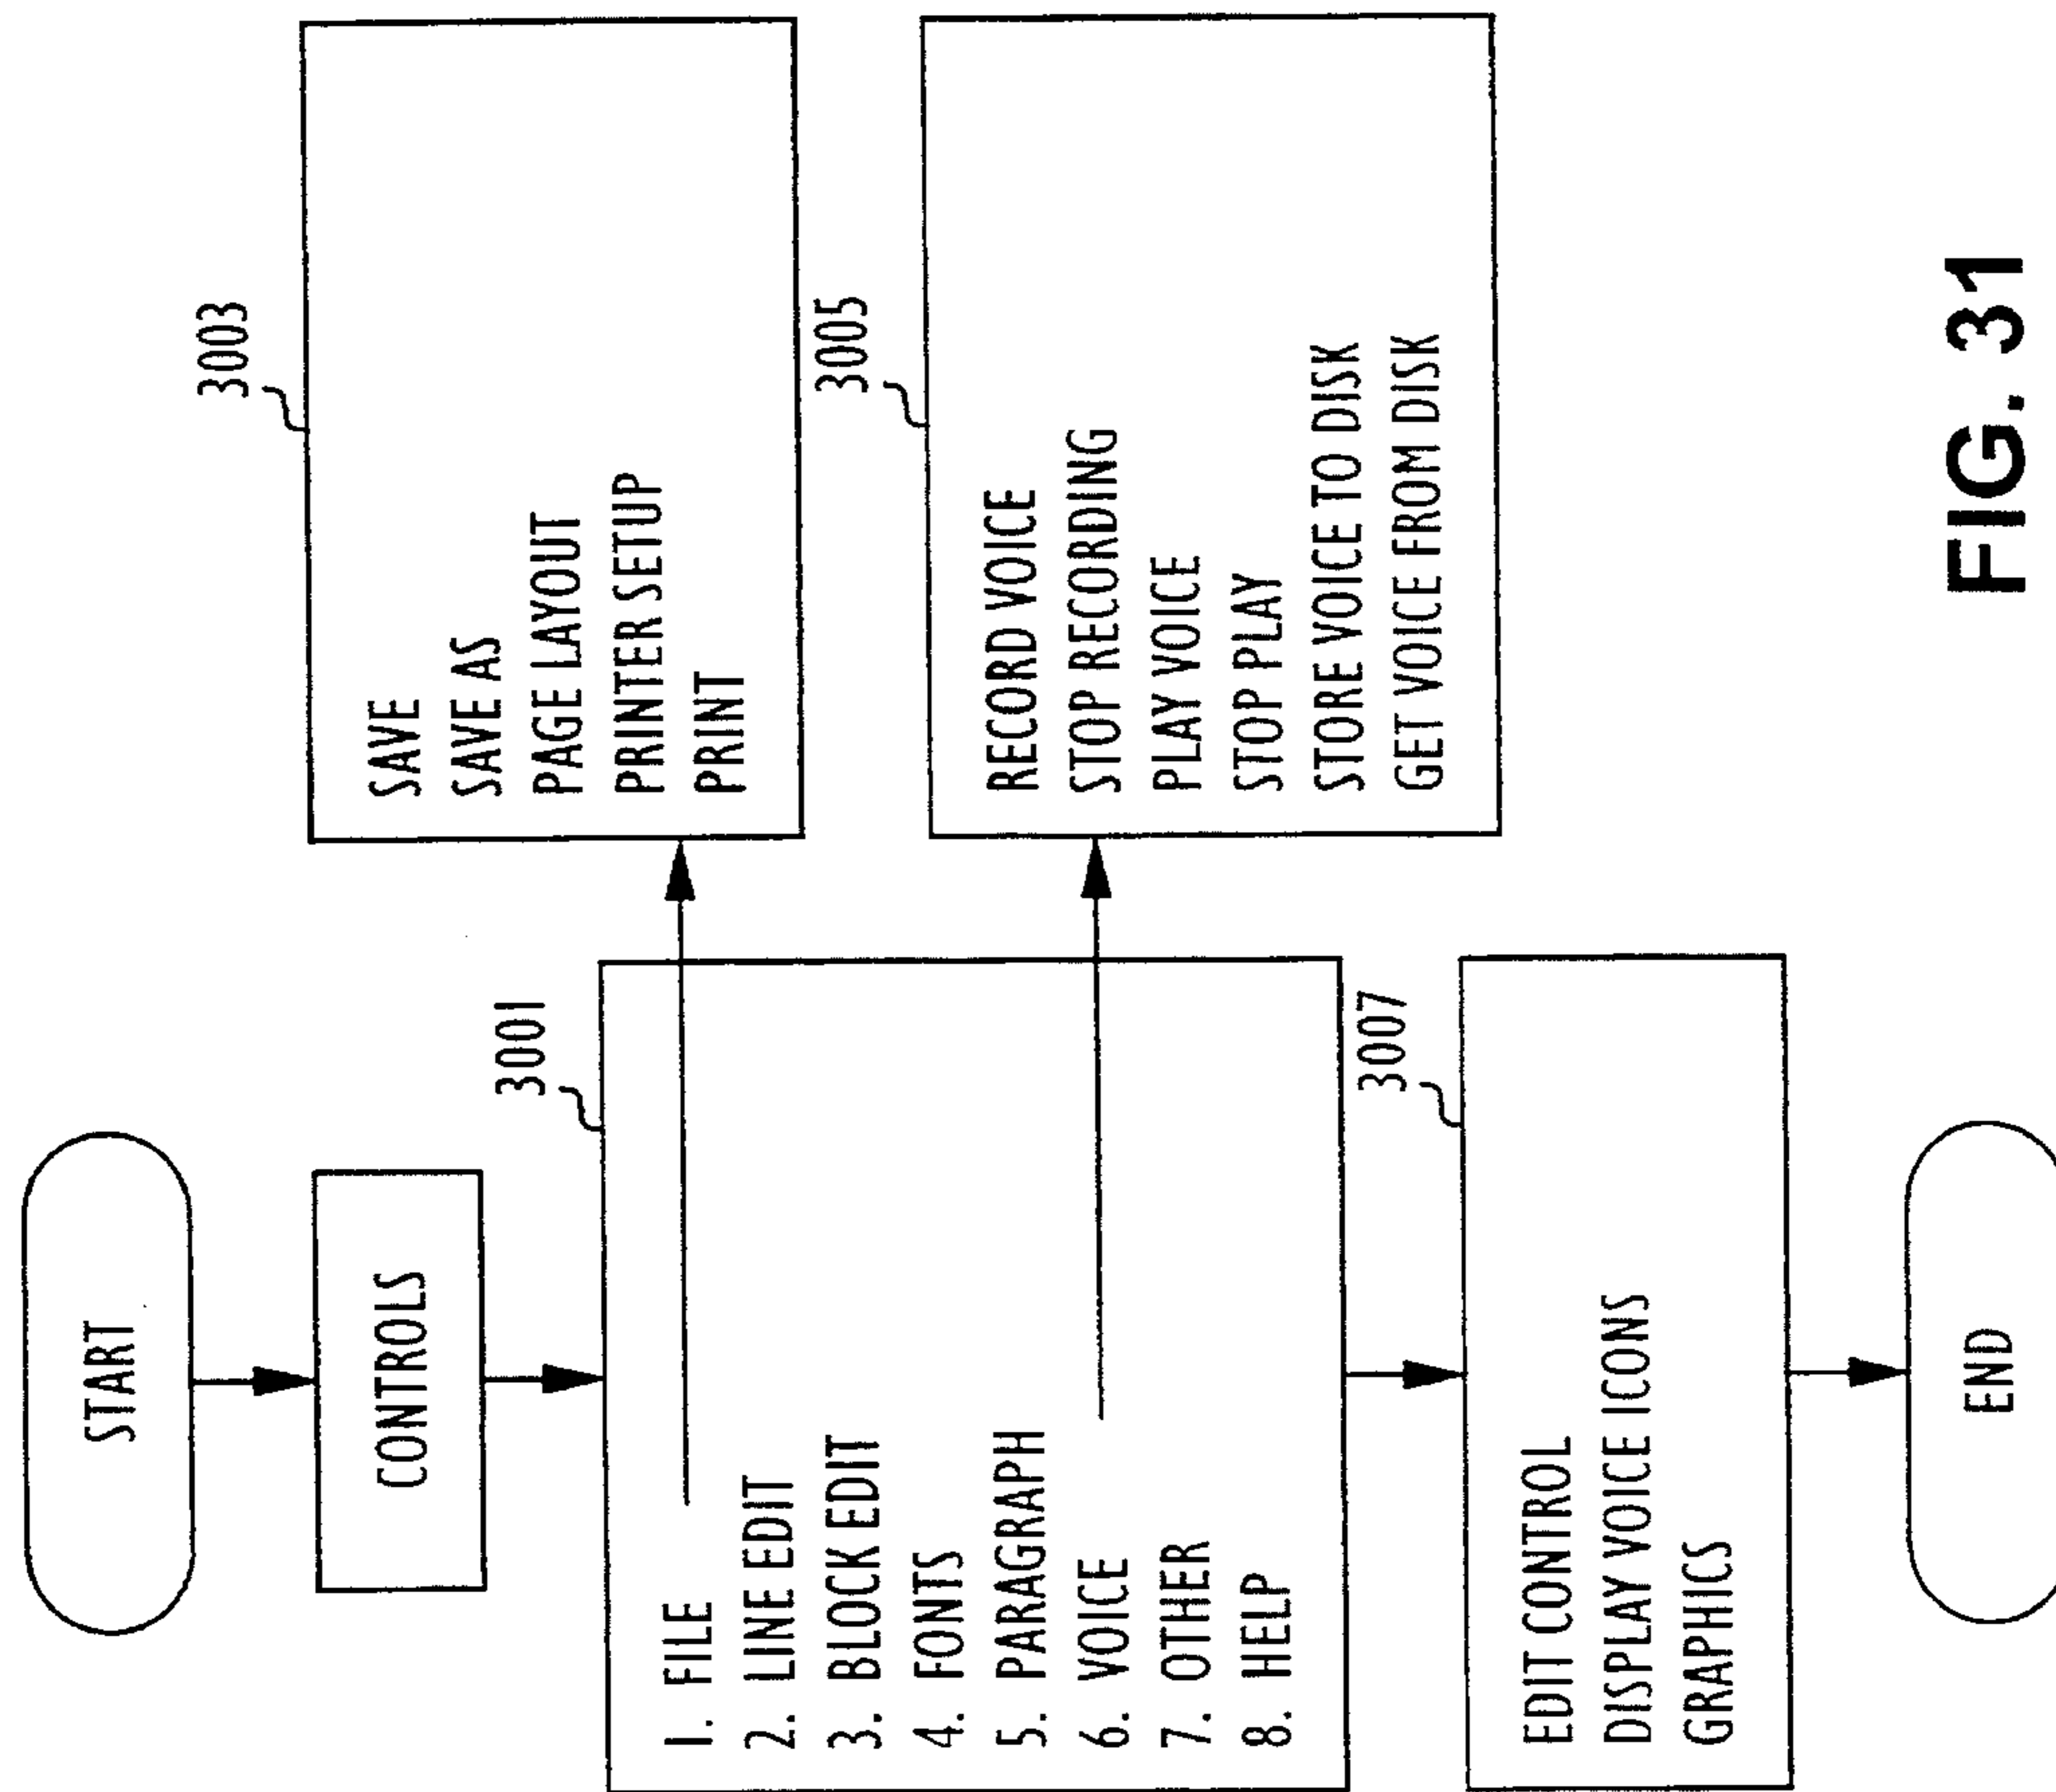 START
CONTROLS
3001
1. FILE
2. LINE EDIT
3. BLOCK EDIT
4. FONTS
5. PARAGRAPH
6. VOICE
7. OTHER
8. HELP
3003
SAVE
SAVE AS
PAGE LAYOUT
PRINTER SETUP
PRINT
3005
RECORD VOICE
STOP RECORDING
PLAY VOICE
STOP PLAY
STORE VOICE TO DISK
GET VOICE FROM DISK
3007
EDIT CONTROL
DISPLAY VOICE ICONS
GRAPHICS
END
FIG. 31